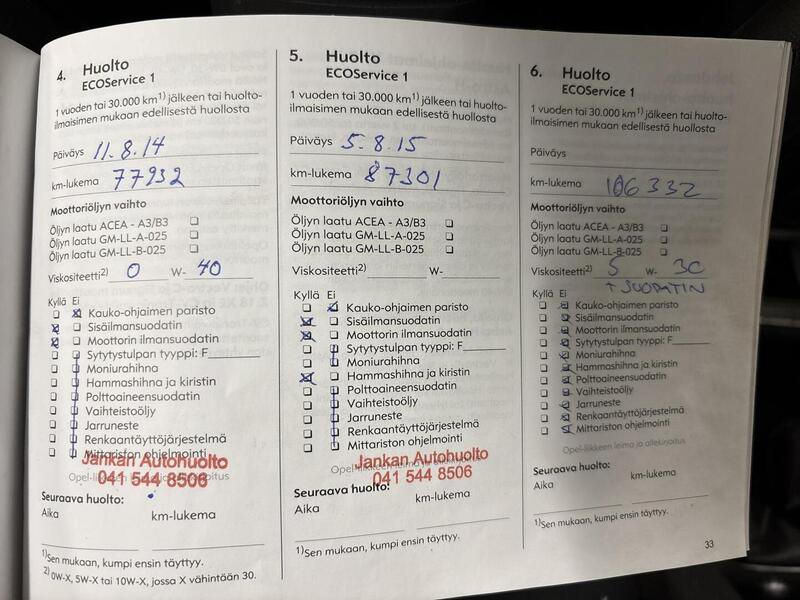 4. Huolto
ECOService 1
1 vuoden tai 30.000 km1) jälkeen tai huolto-
ilmaisimen mukaan edellisestä huollosta
Päiväys 11.8.14
km-lukema 77932
Moottoriöljyn vaihto
Öljyn laatu ACEA - A3/B3
Öljyn laatu GM-LL-A-025
Öljyn laatu GM-LL-B-025
Viskositeetti2) 0 W- 40
Kyllä Ei
Kauko-ohjaimen paristo
Sisäilmansuodatin
Moottorin ilmansuodatin
Sytytystulpan tyyppi: F
Moniurahihna
Hammashihna ja kiristin
Polttoaineensuodatin
Vaihteistoöljy
Jarruneste
Renkaantäyttöjärjestelmä
Mittariston ohjelmointi
Jankan Autohuolto
041 544 8506
Seuraava huolto:
Aika
km-lukema
1)Sen mukaan, kumpi ensin täyttyy.
2) 0W-X, 5W-X tai 10W-X, jossa X vähintään 30.
5. Huolto
ECOService 1
1 vuoden tai 30.000 km1) jälkeen tai huolto-
ilmaisimen mukaan edellisestä huollosta
Päiväys 5.8.15
km-lukema 87301
Moottoriöljyn vaihto
Öljyn laatu ACEA - A3/B3
Öljyn laatu GM-LL-A-025
Öljyn laatu GM-LL-B-025
Viskositeetti2) W-
Kyllä Ei
Kauko-ohjaimen paristo
Sisäilmansuodatin
Moottorin ilmansuodatin
Sytytystulpan tyyppi: F
Moniurahihna
Hammashihna ja kiristin
Polttoaineensuodatin
Vaihteistoöljy
Jarruneste
Renkaantäyttöjärjestelmä
Mittariston ohjelmointi
Jankan Autohuolto
041 544 8506
Seuraava huolto:
Aika
km-lukema
1)Sen mukaan, kumpi ensin täyttyy.
6. Huolto
ECOService 1
1 vuoden tai 30.000 km1) jälkeen tai huolto-
ilmaisimen mukaan edellisestä huollosta
Päiväys
km-lukema 106332
Moottoriöljyn vaihto
Öljyn laatu ACEA - A3/B3
Öljyn laatu GM-LL-A-025
Öljyn laatu GM-LL-B-025
Viskositeetti2) 5 W- 30
+ SUODATIN
Kyllä Ei
Kauko-ohjaimen paristo
Sisäilmansuodatin
Moottorin ilmansuodatin
Sytytystulpan tyyppi: F
Moniurahihna
Hammashihna ja kiristin
Polttoaineensuodatin
Vaihteistoöljy
Jarruneste
Renkaantäyttöjärjestelmä
Mittariston ohjelmointi
Opel-liikkeen leima ja allekirjoitus
Seuraava huolto:
Aika
km-lukema
1)Sen mukaan, kumpi ensin täyttyy.
33